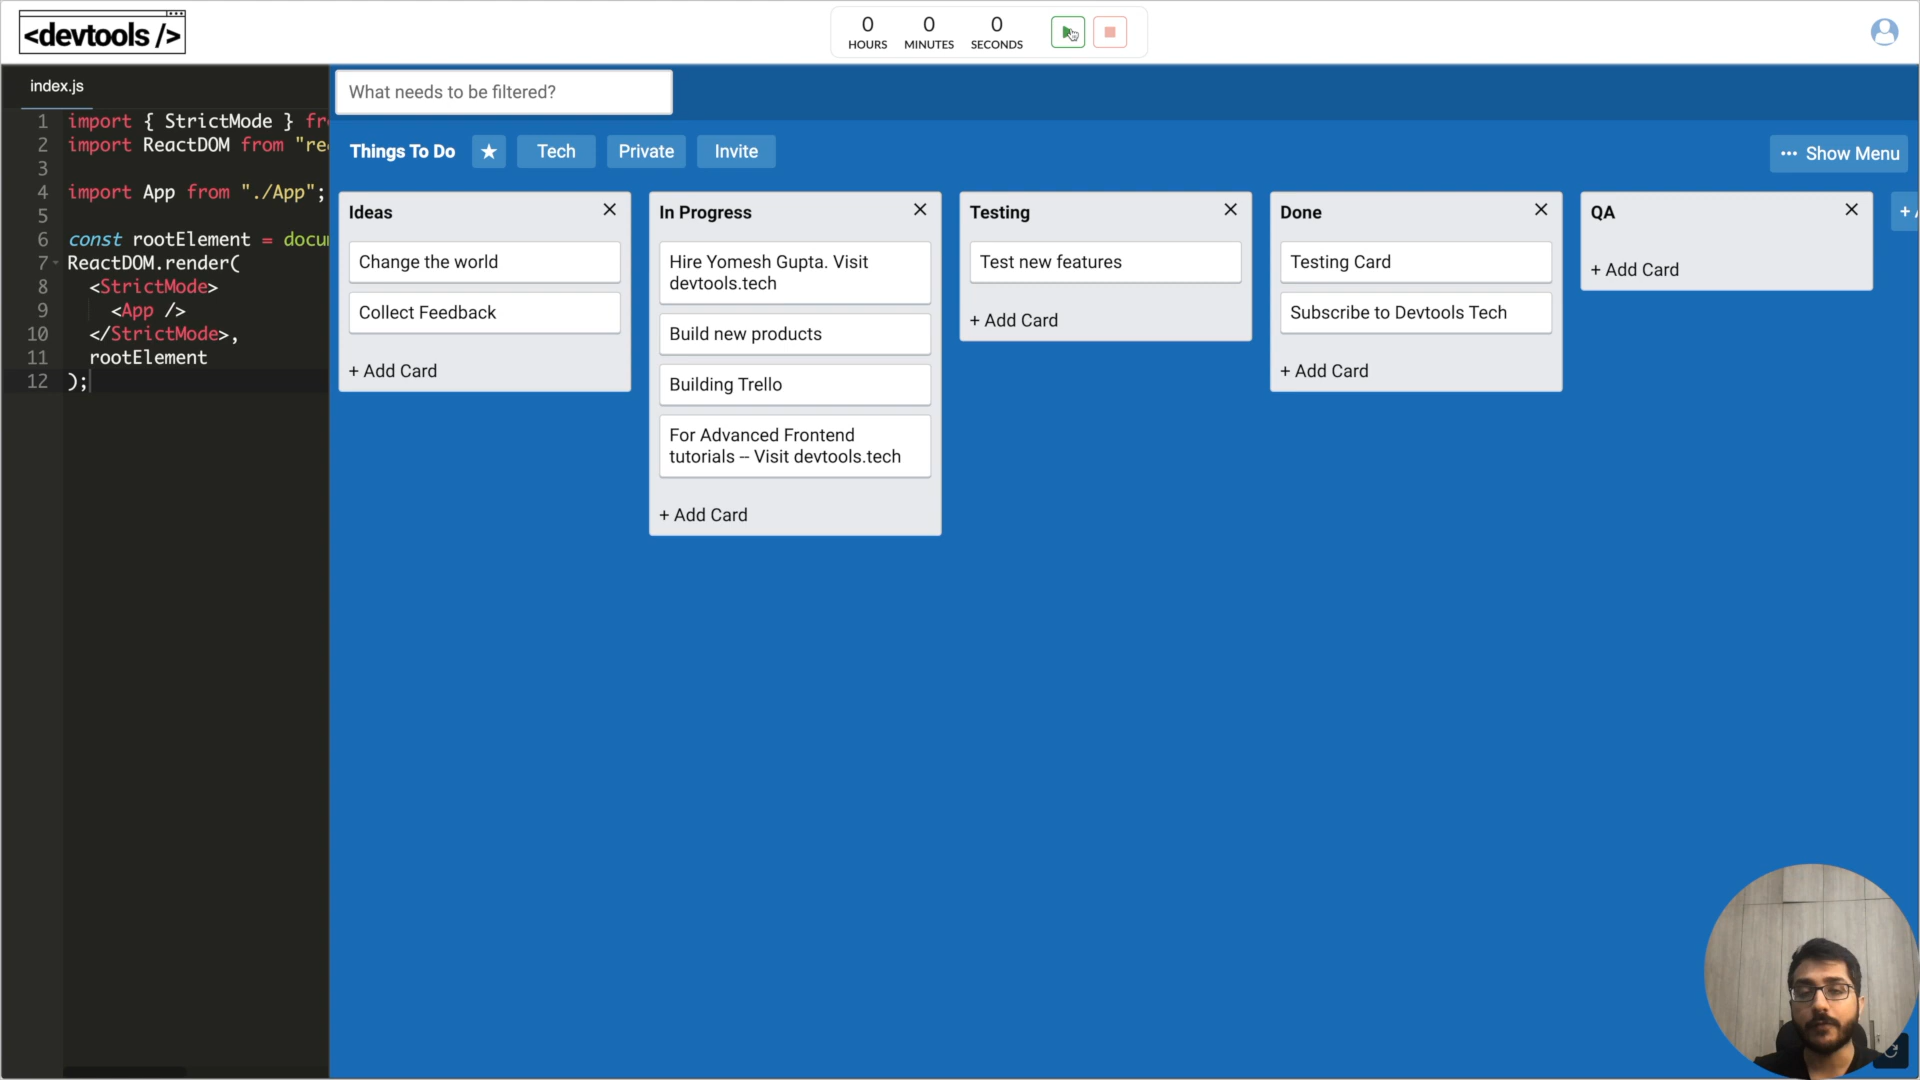 <devtools />
0 0 0
HOURS MINUTES SECONDS
index.js
1 import { StrictMode } fr
2 import ReactDOM from "re
3
4 import App from "./App";
5
6 const rootElement = docu
7 ReactDOM.render(
8 <StrictMode>
9 <App />
10 </StrictMode>,
11 rootElement
12 );
What needs to be filtered?
Things To Do ★ Tech Private Invite
··· Show Menu
Ideas
Change the world
Collect Feedback
+ Add Card
In Progress
Hire Yomesh Gupta. Visit
devtools.tech
Build new products
Building Trello
For Advanced Frontend
tutorials -- Visit devtools.tech
+ Add Card
Testing
Test new features
+ Add Card
Done
Testing Card
Subscribe to Devtools Tech
+ Add Card
QA
+ Add Card
+